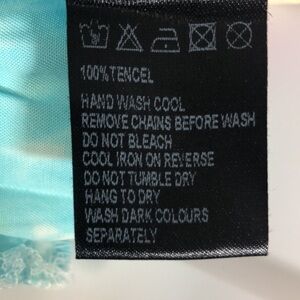 100%TENCEL
HAND WASH COOL
REMOVE CHAINS BEFORE WASH
DO NOT BLEACH
COOL IRON ON REVERSE
DO NOT TUMBLE DRY
HANG TO DRY
WASH DARK COLOURS
SEPARATELY